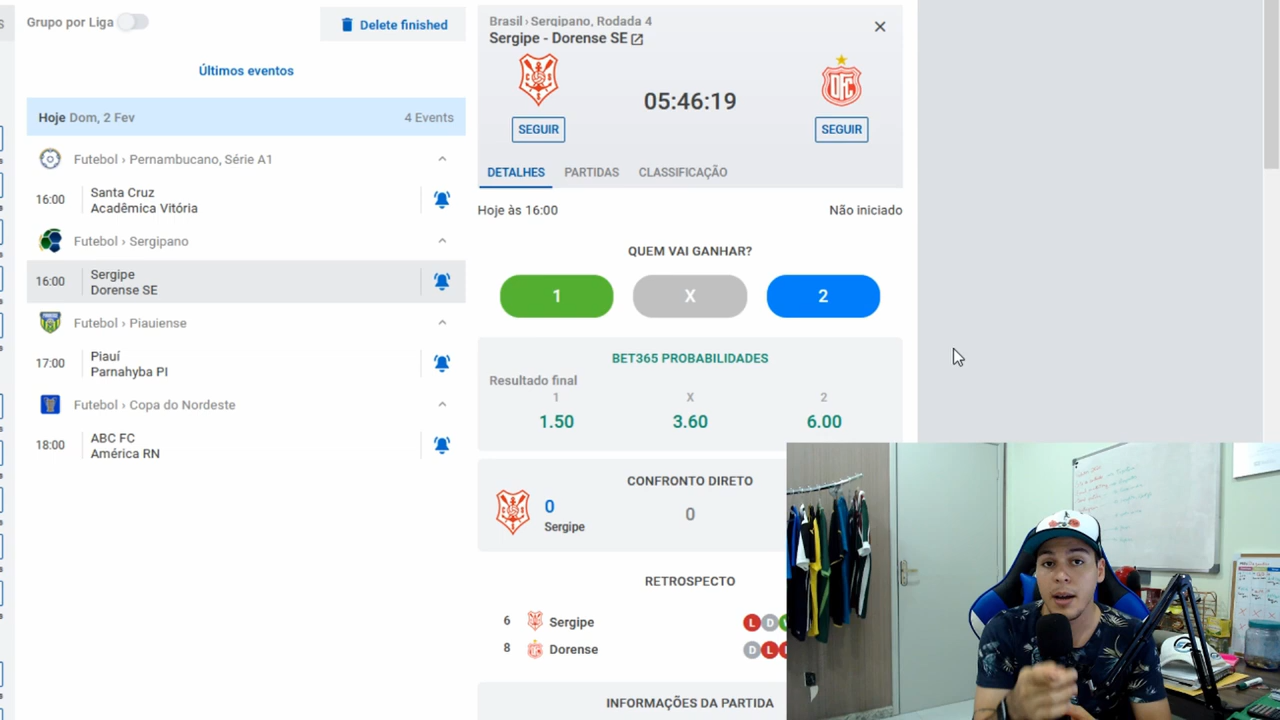 Grupo por Liga
Delete finished
Últimos eventos
Hoje Dom, 2 Fev
4 Events
Futebol › Pernambucano, Série A1
16:00
Santa Cruz
Acadêmica Vitória
Futebol › Sergipano
16:00
Sergipe
Dorense SE
Futebol › Piauiense
17:00
Piauí
Parnahyba PI
Futebol › Copa do Nordeste
18:00
ABC FC
América RN
Brasil › Sergipano, Rodada 4
Sergipe - Dorense SE
05:46:19
SEGUIR
SEGUIR
DETALHES
PARTIDAS
CLASSIFICAÇÃO
Hoje às 16:00
Não iniciado
QUEM VAI GANHAR?
1
X
2
BET365 PROBABILIDADES
Resultado final
1
X
2
1.50
3.60
6.00
CONFRONTO DIRETO
0
Sergipe
0
RETROSPECTO
6
Sergipe
L D
8
Dorense
D L
INFORMAÇÕES DA PARTIDA